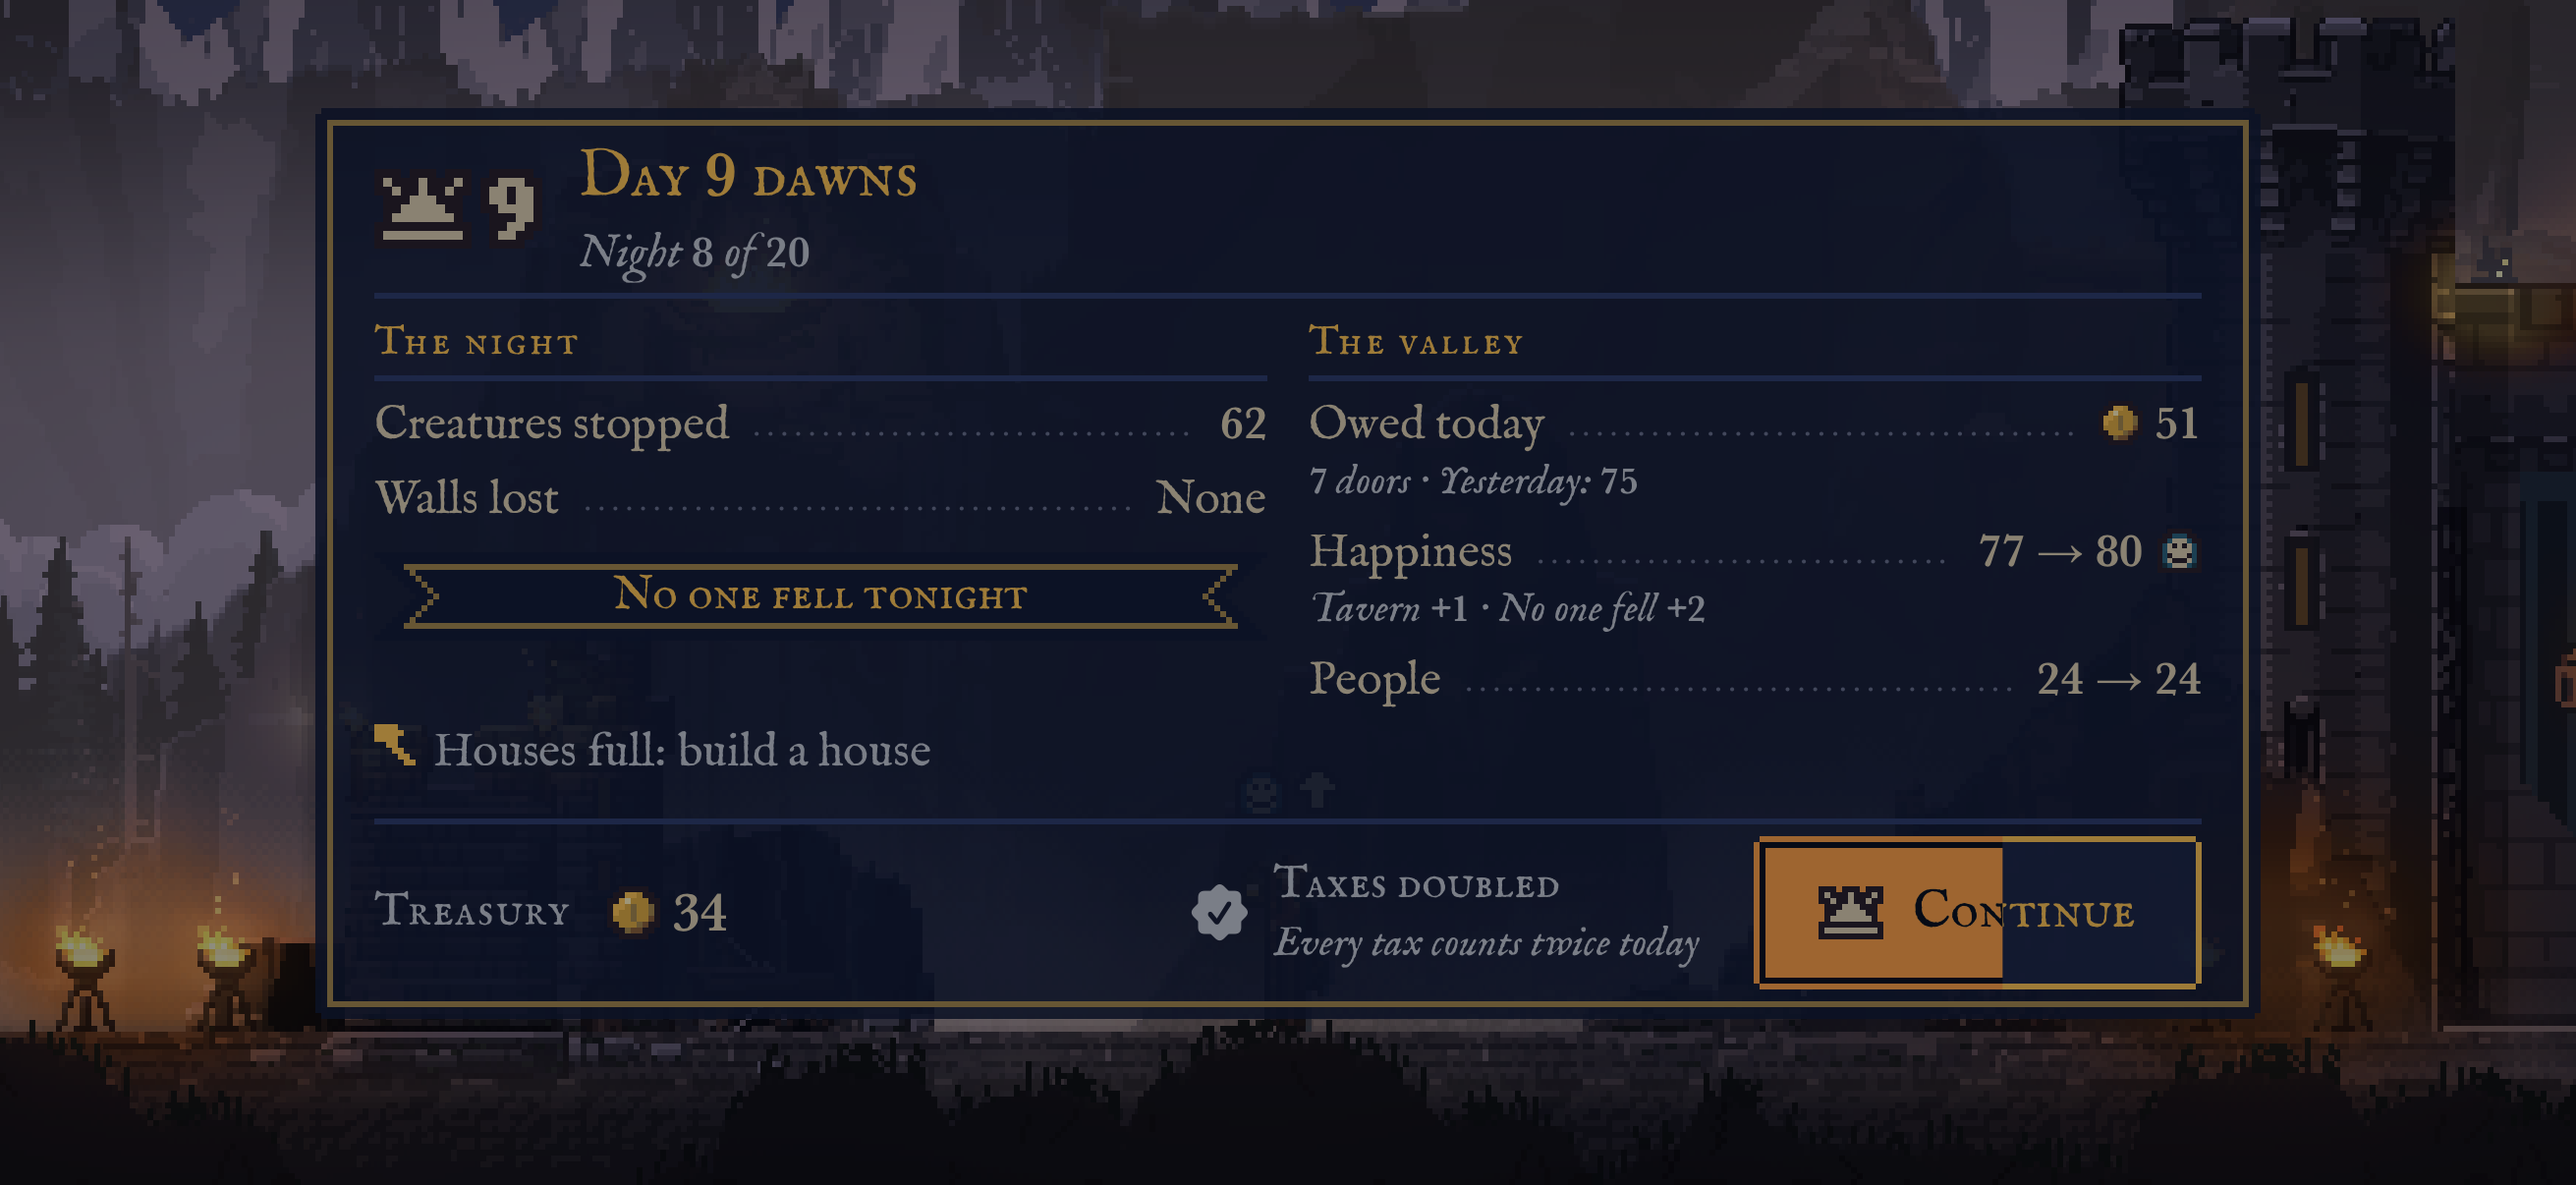 9
Day 9 dawns
Night 8 of 20
The night
Creatures stopped 62
Walls lost None
No one fell tonight
Houses full: build a house
The valley
Owed today 51
7 doors · Yesterday: 75
Happiness 77 → 80
Tavern +1 · No one fell +2
People 24 → 24
Treasury 34
Taxes doubled
Every tax counts twice today
Continue